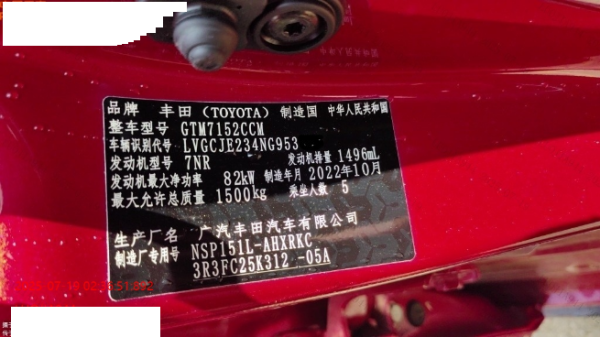 品牌 丰田（TOYOTA） 制造国 中华人民共和国
整车型号 GTM7152CCM
车辆识别代号 LVGCJE234NG953
发动机型号 7NR 发动机排量 1496mL
发动机最大净功率 82kW 制造年月 2022年10月
最大允许总质量 1500kg 乘坐人数 5
生产厂名 广汽丰田汽车有限公司
制造厂专用号 NSP151L-AHXRKC
3R3FC25K312 -05A